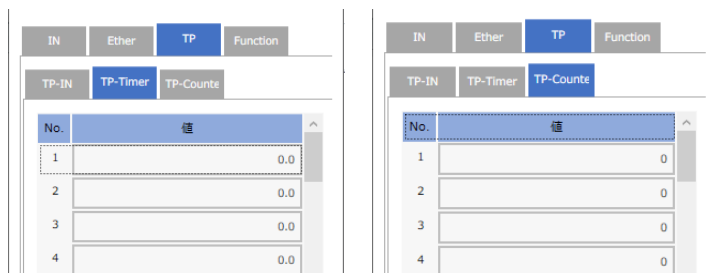 IN Ether TP Function
TP-IN TP-Timer TP-Counte
No. 値
1 0.0
2 0.0
3 0.0
4 0.0
IN Ether TP Function
TP-IN TP-Timer TP-Counte
No. 値
1 0
2 0
3 0
4 0